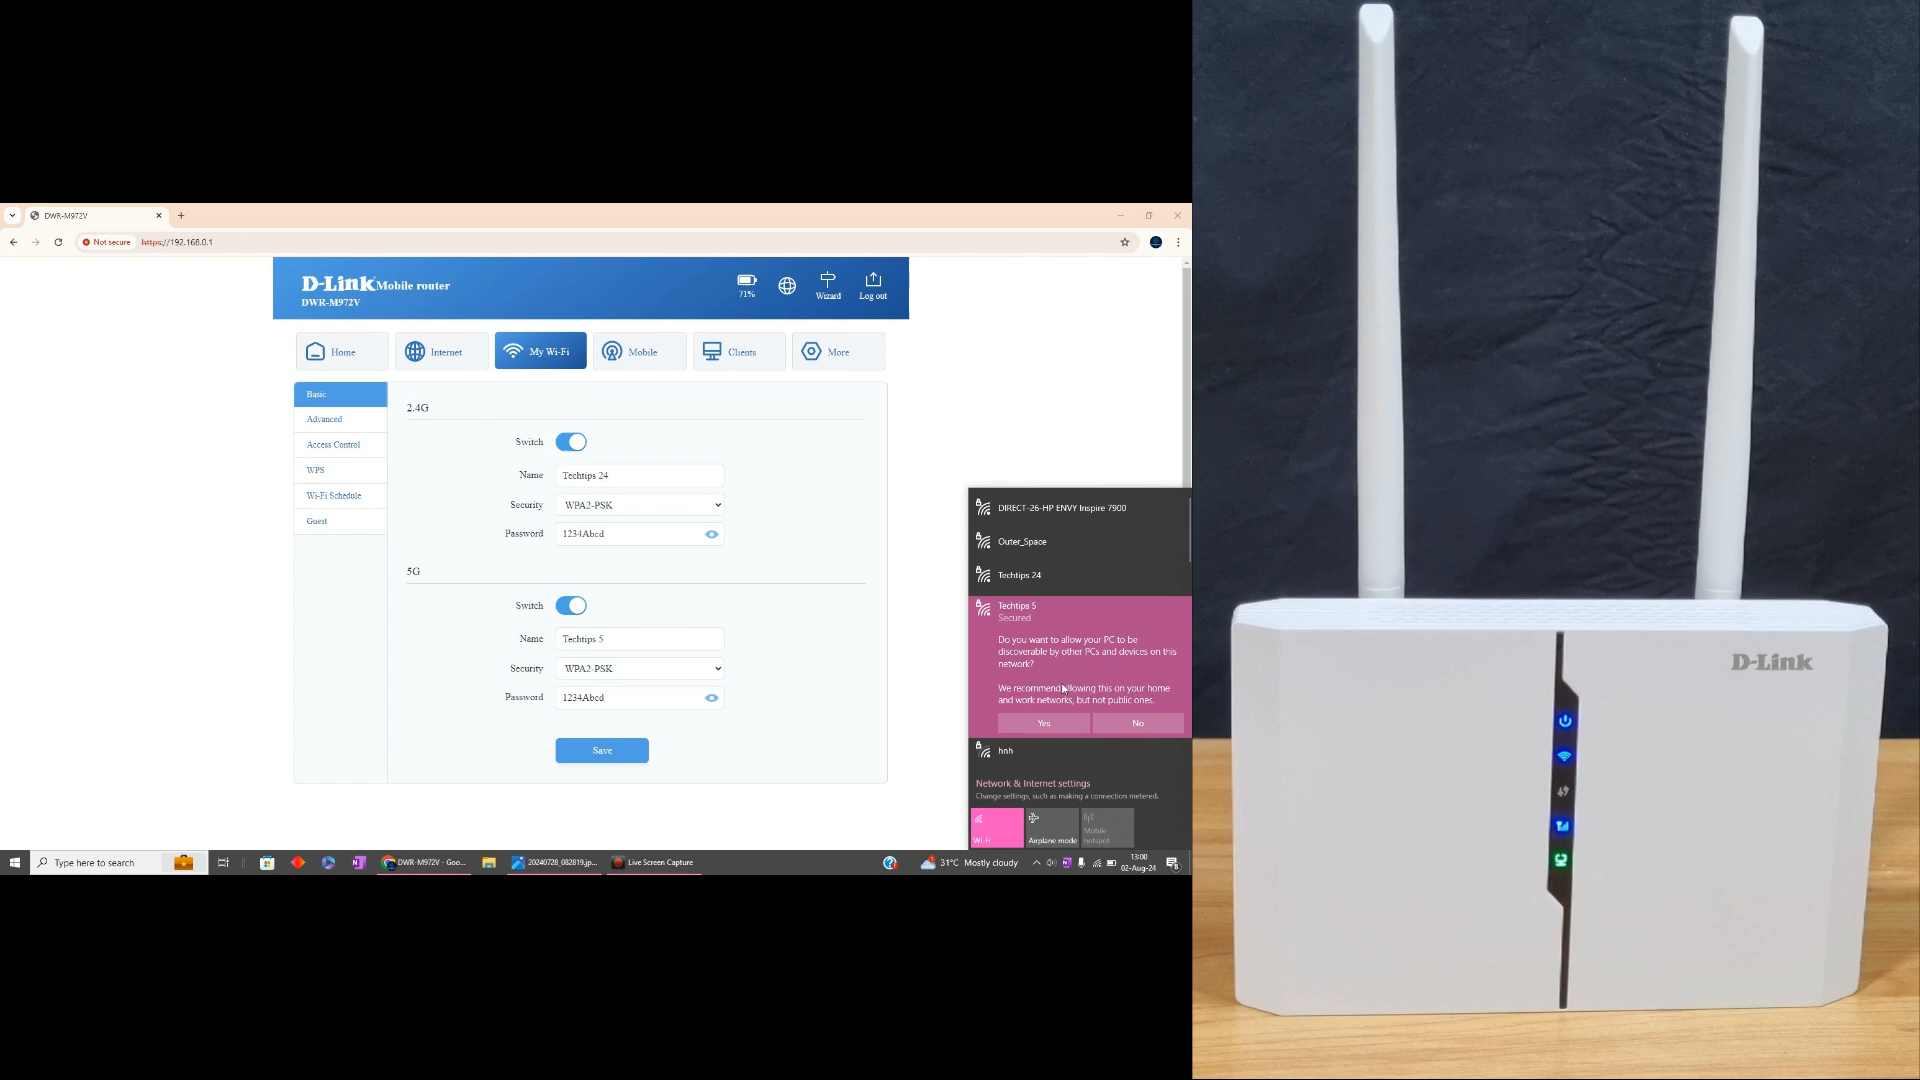 DWR-M972V
Not secure https://192.168.0.1
D-Link Mobile router
DWR-M972V
71%
Wizard
Log out
Home
Internet
My Wi-Fi
Mobile
Clients
More
Basic
Advanced
Access Control
WPS
Wi-Fi Schedule
Guest
2.4G
Switch
Name Techtips 24
Security WPA2-PSK
Password 1234Abcd
5G
Switch
Name Techtips 5
Security WPA2-PSK
Password 1234Abcd
Save
DIRECT-26-HP ENVY Inspire 7900
Outer_Space
Techtips 24
Techtips 5
Secured
Do you want to allow your PC to be
discoverable by other PCs and devices on this
network?
We recommend allowing this on your home
and work networks, but not public ones.
Yes
No
hnh
Network & Internet settings
Change settings, such as making a connection metered.
Wi-Fi
Airplane mode
Mobile
hotspot
Type here to search
DWR-M972V - Goo...
20240728_082819.jp...
Live Screen Capture
31°C Mostly cloudy
13:00
02-Aug-24
8
D-Link